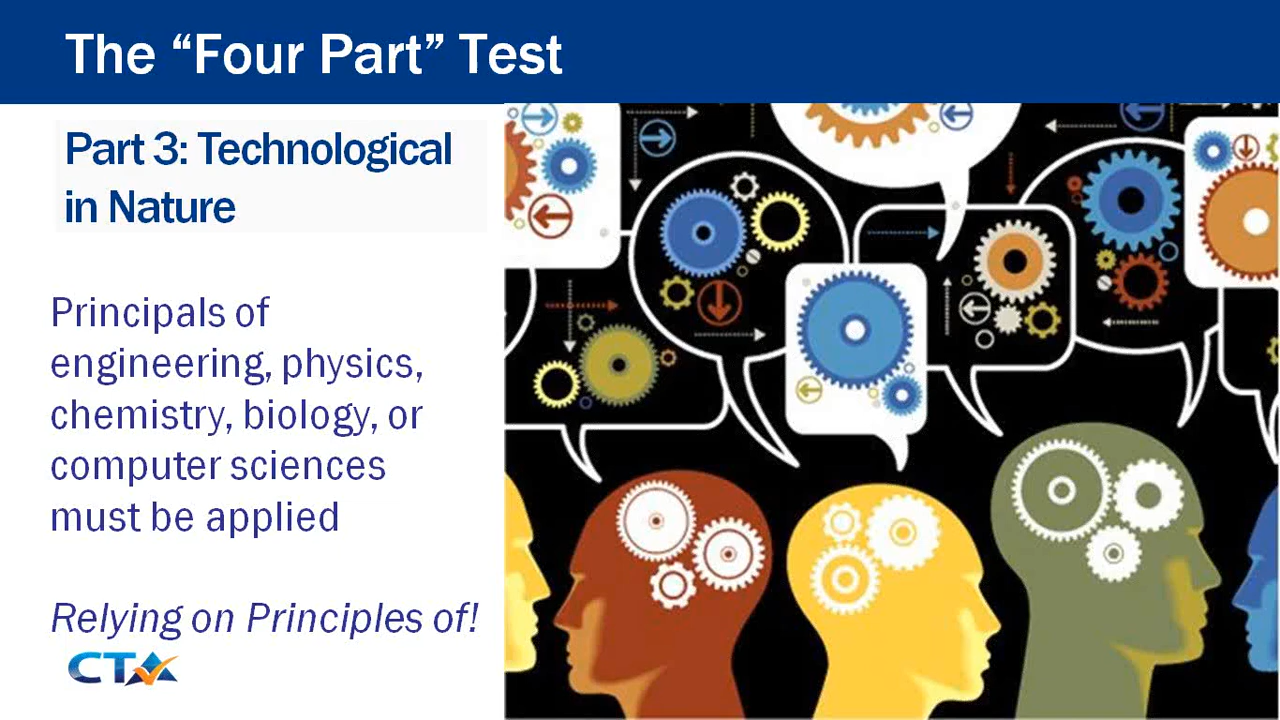 The “Four Part” Test
Part 3: Technological
in Nature
Principals of
engineering, physics,
chemistry, biology, or
computer sciences
must be applied
Relying on Principles of!
CTA